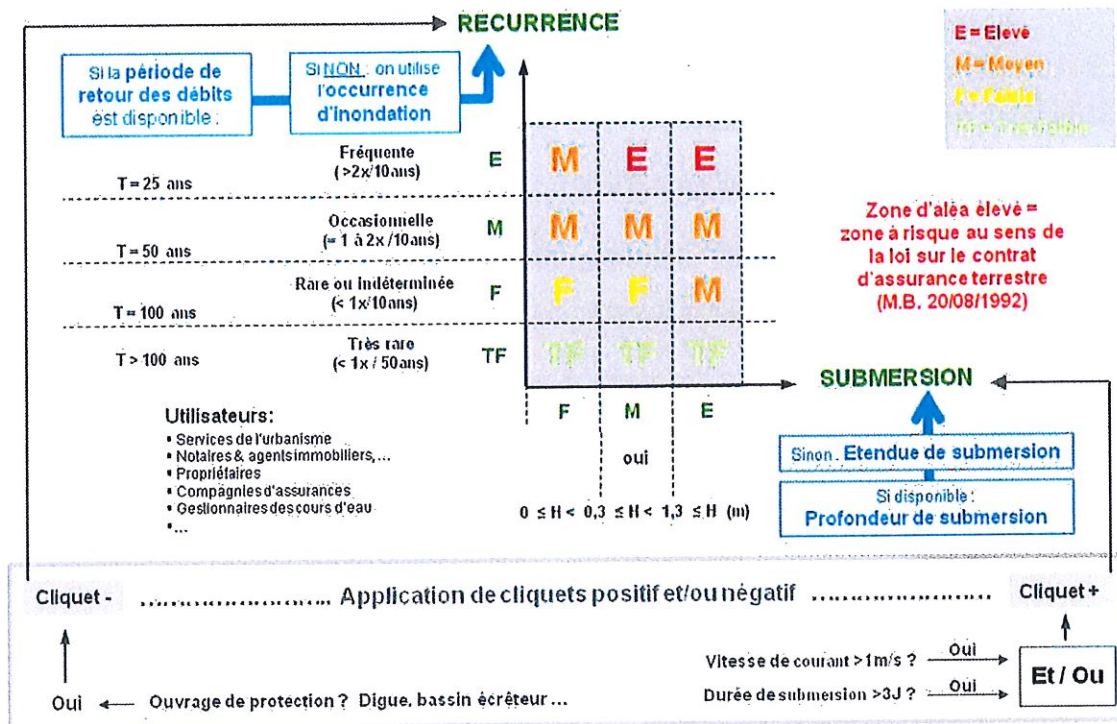 RECURRENCE
Si la période de
retour des débits
est disponible :
Si NON : on utilise
l'occurrence
d'inondation
E = Elevé
M = Moyen
F = Faible
Fréquente
(>2x/10ans)
E
M E E
T = 25 ans
Occasionnelle
(= 1 à 2x /10ans)
M
M M M
T = 50 ans
Rare ou indéterminée
(< 1x/10ans)
F
F F M
T = 100 ans
Très rare
(< 1x / 50ans)
TF
TF TF TF
T > 100 ans
Zone d'aléa élevé =
zone à risque au sens de
la loi sur le contrat
d'assurance terrestre
(M.B. 20/08/1992)
SUBMERSION
F M E
oui
0 ≤ H < 0,3 ≤ H < 1,3 ≤ H (m)
Sinon : Etendue de submersion
Si disponible :
Profondeur de submersion
Utilisateurs:
▪ Services de l'urbanisme
▪ Notaires & agents immobiliers, ...
▪ Propriétaires
▪ Compagnies d'assurances
▪ Gestionnaires des cours d'eau
▪ ...
Cliquet - ........................ Application de cliquets positif et/ou négatif ........................ Cliquet +
Vitesse de courant >1m/s ? Oui
Et / Ou
Oui Ouvrage de protection ? Digue, bassin écrêteur ... Durée de submersion >3J ? Oui